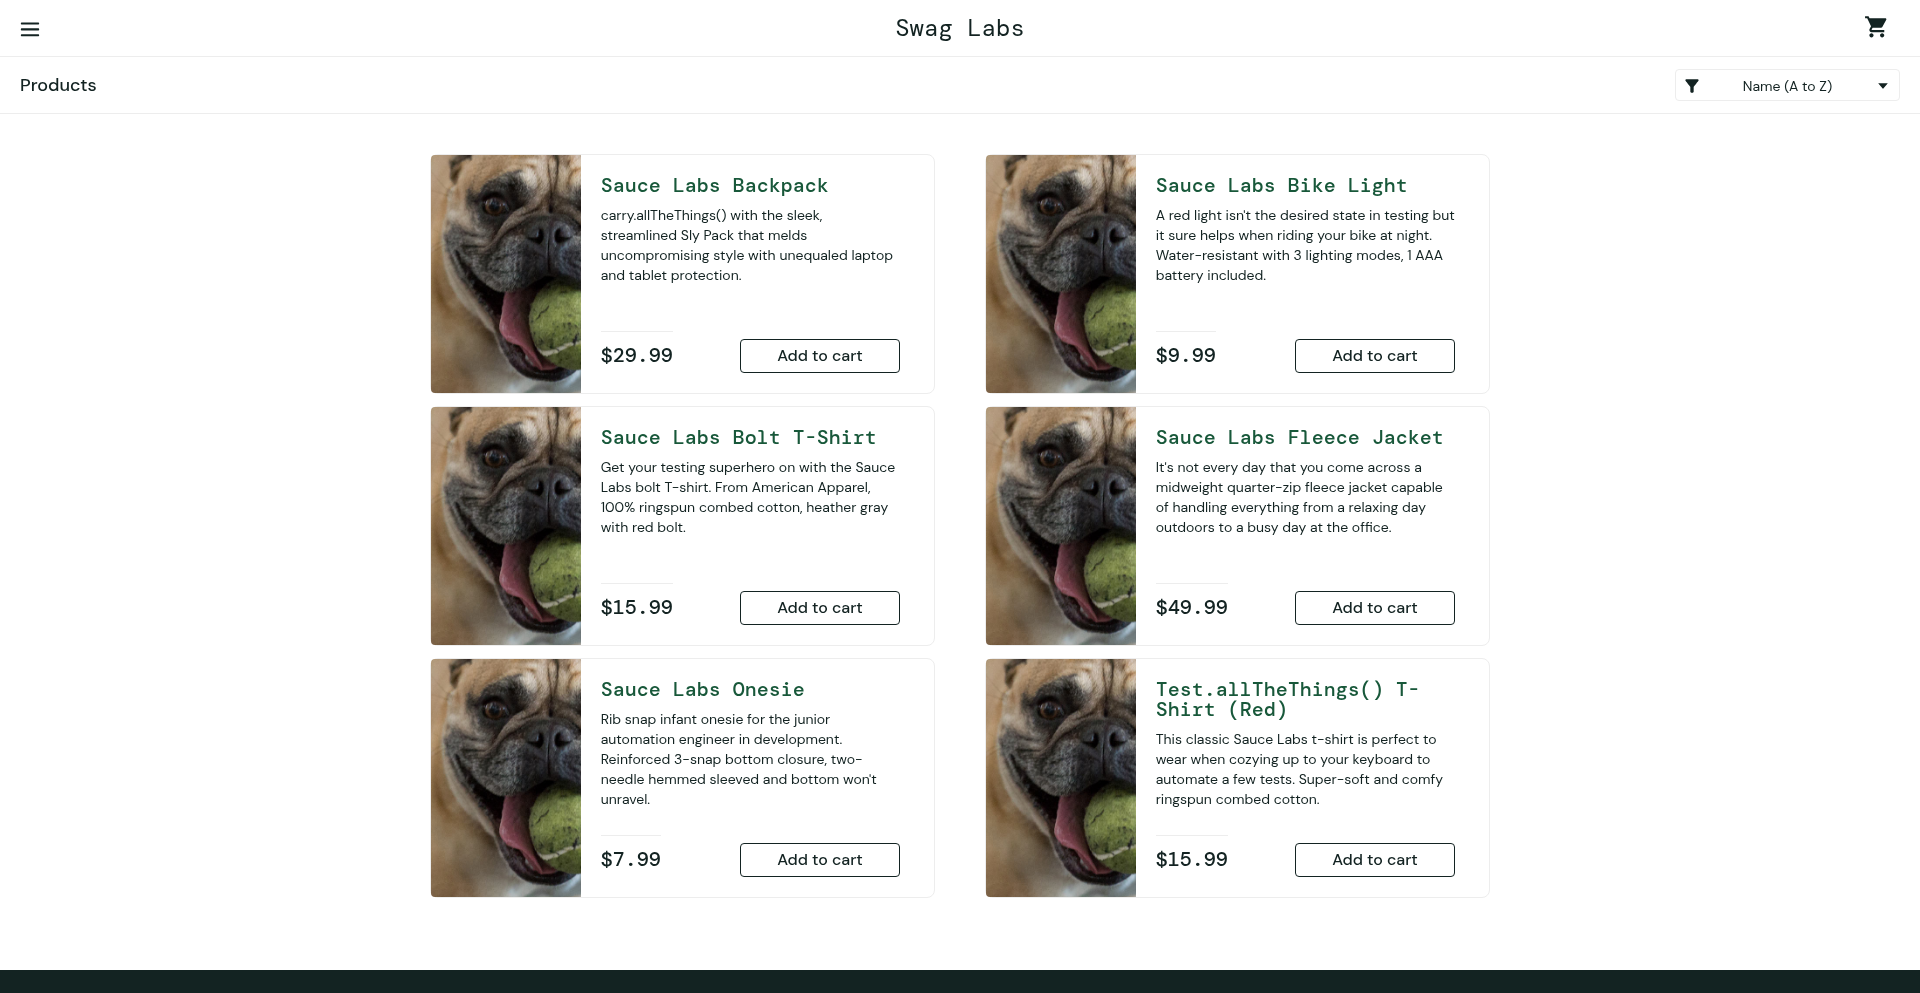 Swag Labs
Products
Name (A to Z)
Sauce Labs Backpack
carry.allTheThings() with the sleek,
streamlined Sly Pack that melds
uncompromising style with unequaled laptop
and tablet protection.
$29.99
Add to cart
Sauce Labs Bike Light
A red light isn't the desired state in testing but
it sure helps when riding your bike at night.
Water-resistant with 3 lighting modes, 1 AAA
battery included.
$9.99
Add to cart
Sauce Labs Bolt T-Shirt
Get your testing superhero on with the Sauce
Labs bolt T-shirt. From American Apparel,
100% ringspun combed cotton, heather gray
with red bolt.
$15.99
Add to cart
Sauce Labs Fleece Jacket
It's not every day that you come across a
midweight quarter-zip fleece jacket capable
of handling everything from a relaxing day
outdoors to a busy day at the office.
$49.99
Add to cart
Sauce Labs Onesie
Rib snap infant onesie for the junior
automation engineer in development.
Reinforced 3-snap bottom closure, two-
needle hemmed sleeved and bottom won't
unravel.
$7.99
Add to cart
Test.allTheThings() T-
Shirt (Red)
This classic Sauce Labs t-shirt is perfect to
wear when cozying up to your keyboard to
automate a few tests. Super-soft and comfy
ringspun combed cotton.
$15.99
Add to cart